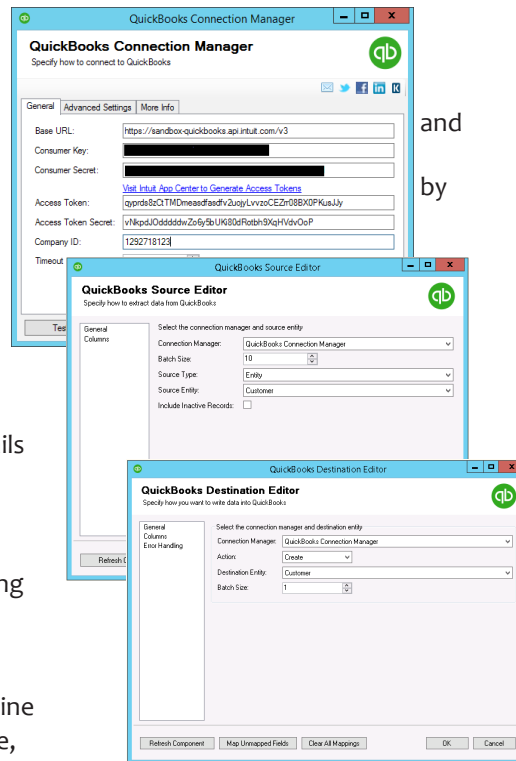 QuickBooks Connection Manager
QuickBooks Connection Manager
Specify how to connect to QuickBooks
qb
General Advanced Settings More Info
Base URL: https://sandbox-quickbooks.api.intuit.com/v3
and
Consumer Key:
Consumer Secret:
Visit Intuit App Center to Generate Access Tokens
by
Access Token:
Access Token Secret:
Company ID: 1292718123
Timeout
QuickBooks Source Editor
QuickBooks Source Editor
Specify how to extract data from QuickBooks
qb
Tes
General
Columns
Select the connection manager and source entity
Connection Manager: QuickBooks Connection Manager
Batch Size: 10
Source Type: Entity
Source Entity: Customer
Include Inactive Records:
ils
QuickBooks Destination Editor
QuickBooks Destination Editor
Specify how you want to write data into QuickBooks
qb
General
Columns
Error Handling
Select the connection manager and destination entity
Connection Manager: QuickBooks Connection Manager
Action: Create
Destination Entity: Customer
Batch Size: 1
Refresh C
ng
ine
e,
Refresh Component Map Unmapped Fields Clear All Mappings OK Cancel